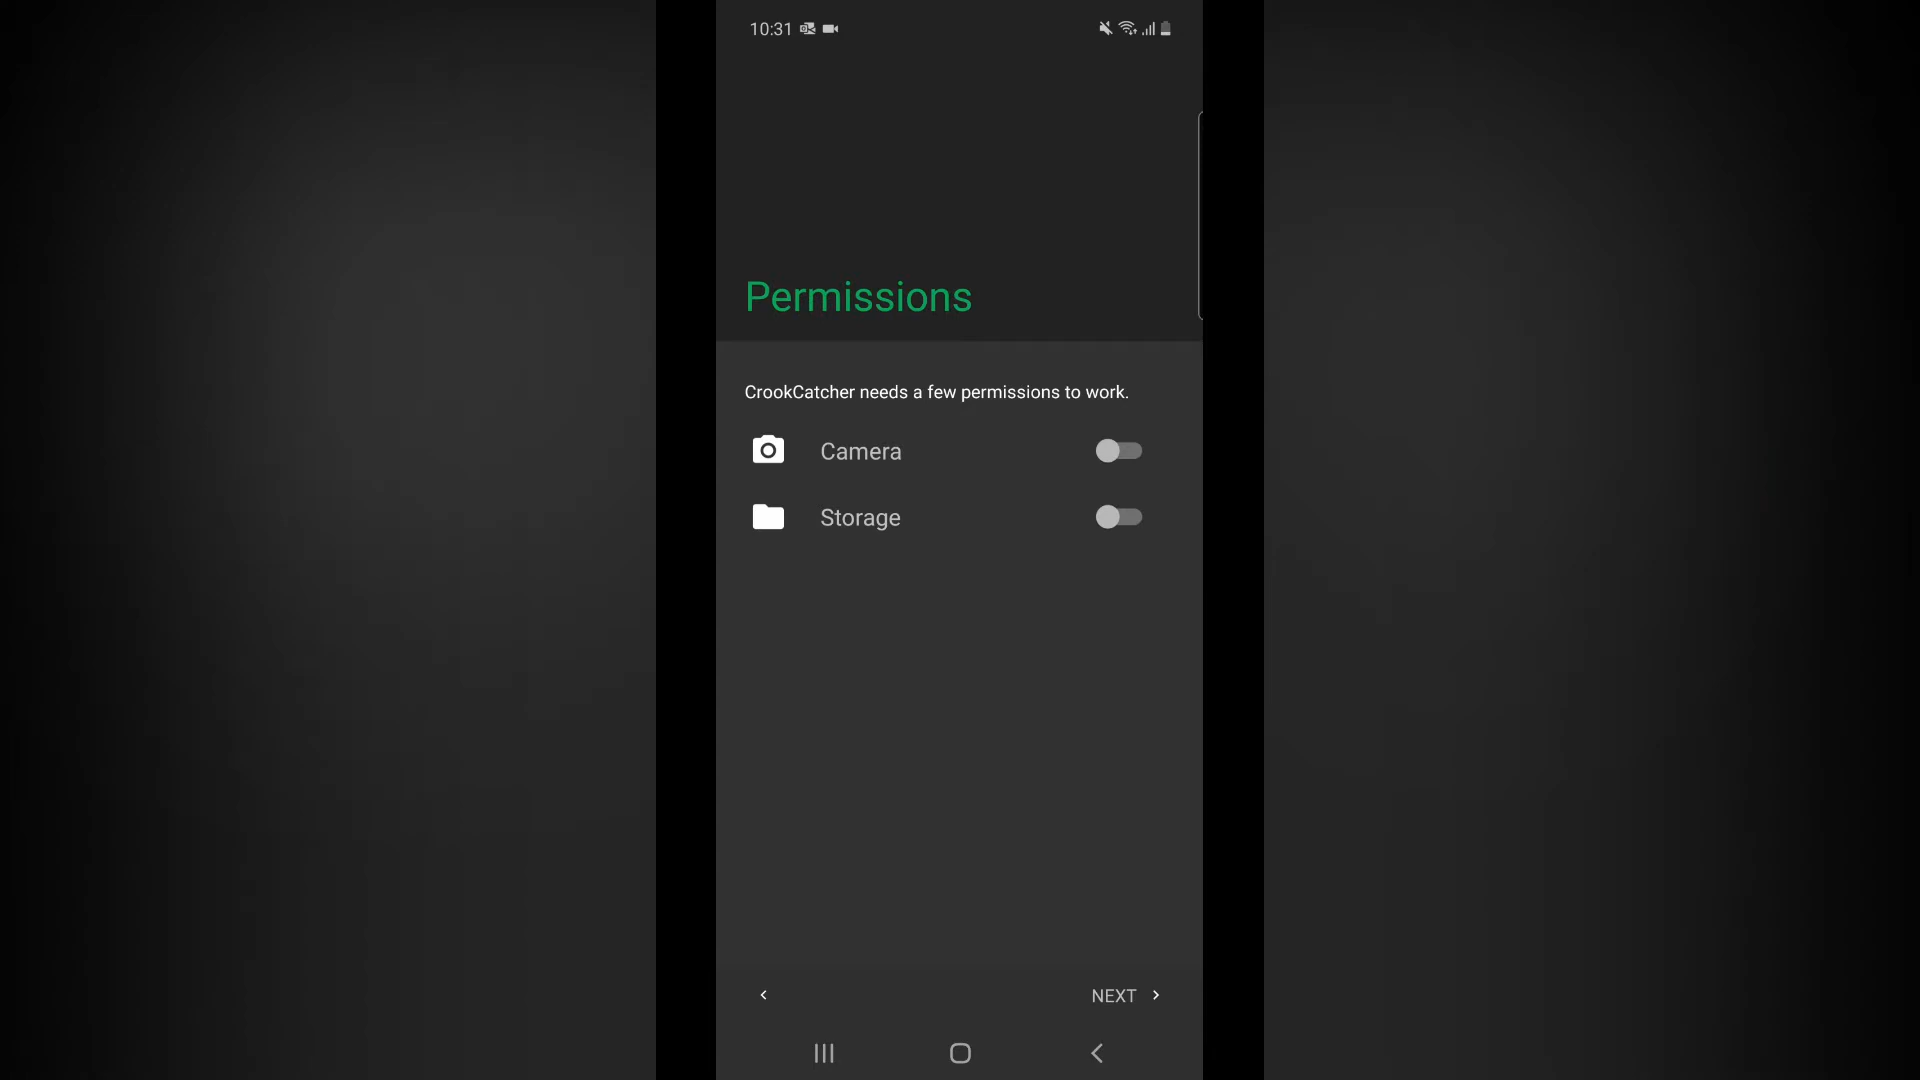 10:31
Permissions
CrookCatcher needs a few permissions to work.
Camera
Storage
NEXT